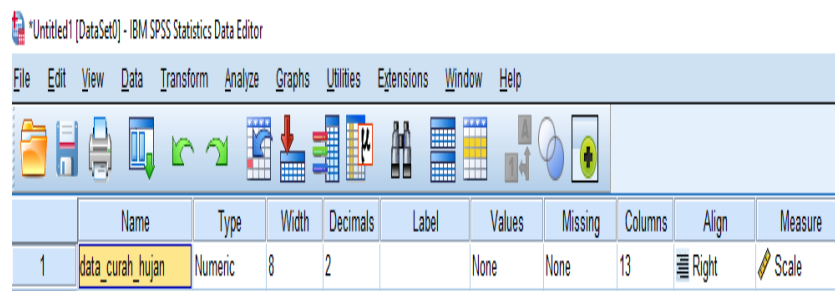 *Untitled1 [DataSet0] - IBM SPSS Statistics Data Editor
File Edit View Data Transform Analyze Graphs Utilities Extensions Window Help
Name Type Width Decimals Label Values Missing Columns Align Measure
1 data_curah_hujan Numeric 8 2 None None 13 Right Scale